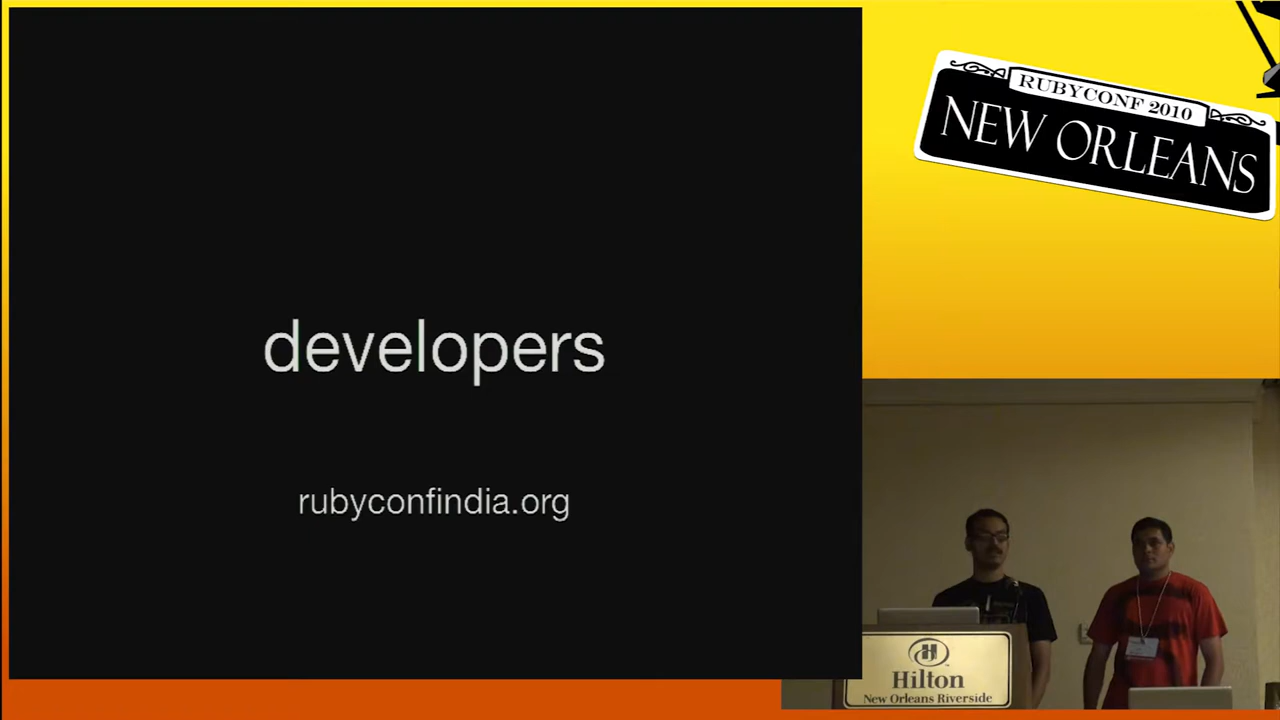 developers
rubyconfindia.org
RUBYCONF 2010
NEW ORLEANS
Hilton
New Orleans Riverside